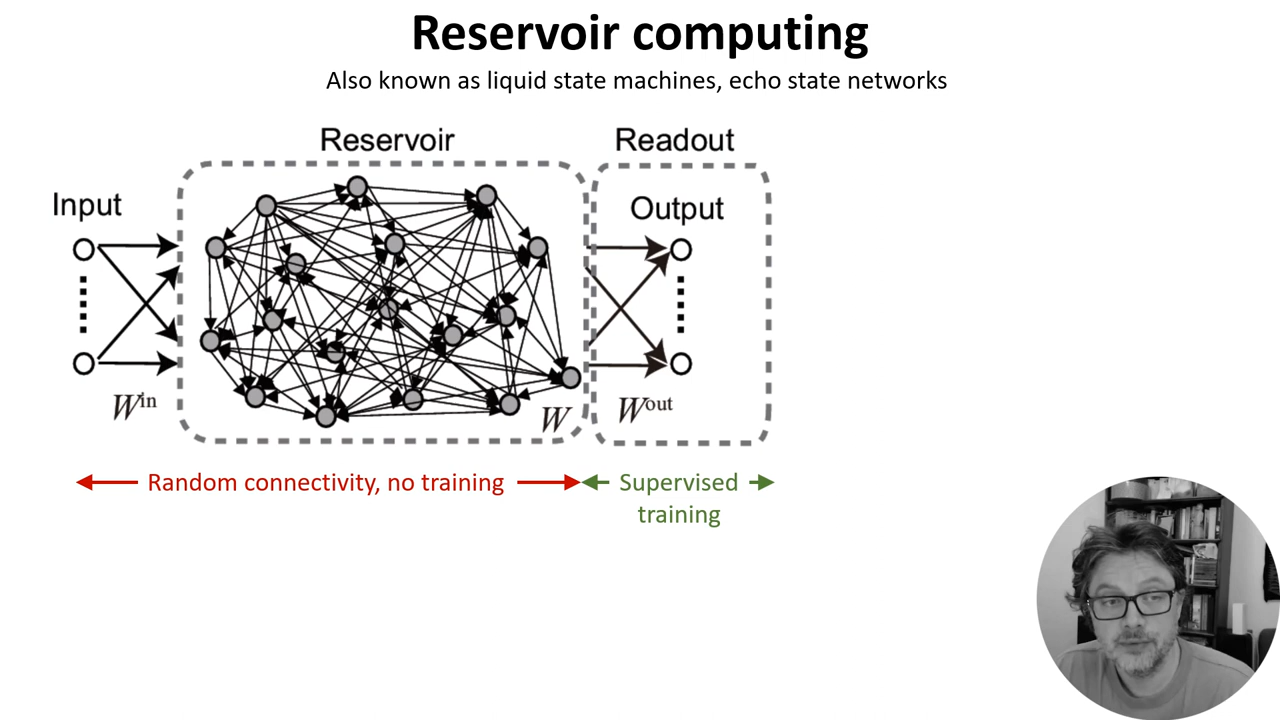 Reservoir computing
Also known as liquid state machines, echo state networks
Reservoir
Readout
Input
Output
W^in
W
W^out
Random connectivity, no training
Supervised
training